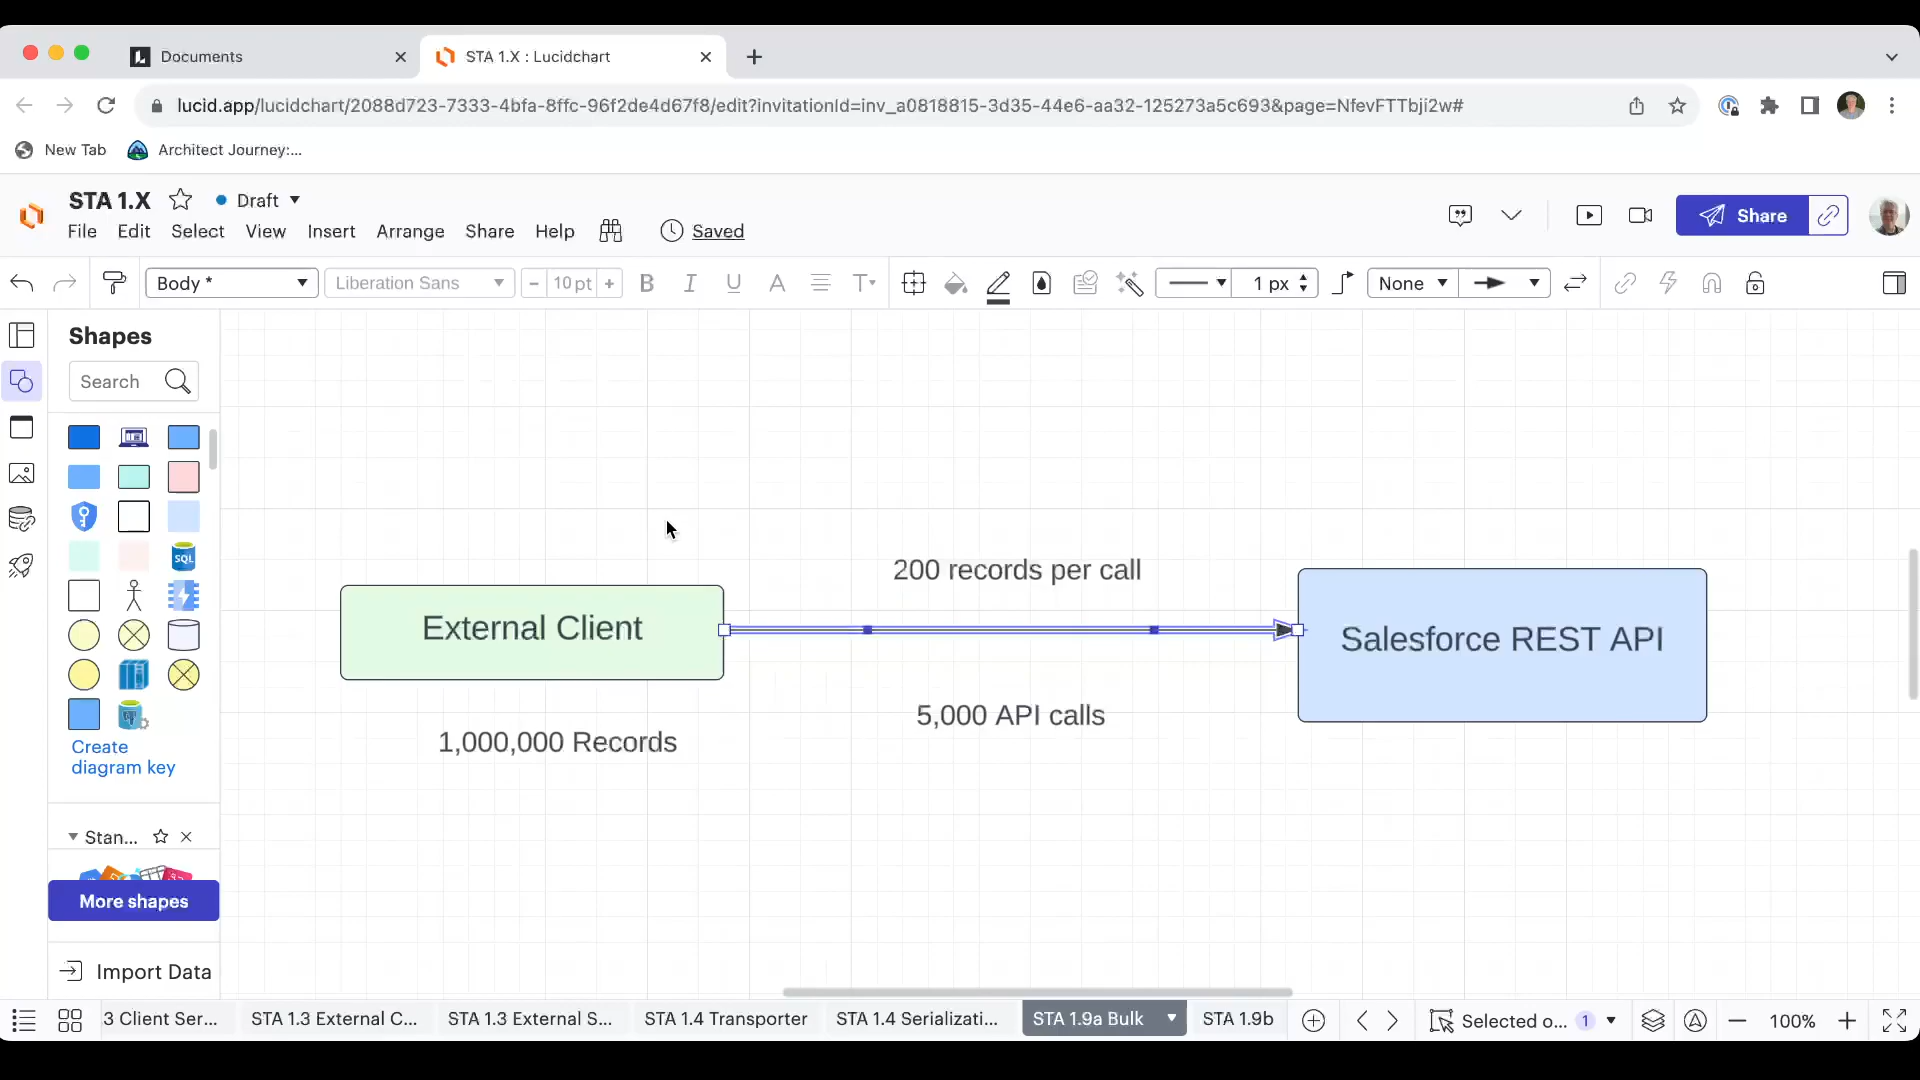 Documents
STA 1.X : Lucidchart
lucid.app/lucidchart/2088d723-7333-4bfa-8ffc-96f2de4d67f8/edit?invitationId=inv_a0818815-3d35-44e6-aa32-125273a5c693&page=NfevFTTbji2w#
New Tab
Architect Journey:...
STA 1.X
Draft
File Edit Select View Insert Arrange Share Help
Saved
Share
Body *
Liberation Sans
10 pt
B I U A T
1 px
None
Shapes
Search
SQL
Create
diagram key
Stan...
More shapes
Import Data
External Client
1,000,000 Records
200 records per call
5,000 API calls
Salesforce REST API
3 Client Ser...
STA 1.3 External C...
STA 1.3 External S...
STA 1.4 Transporter
STA 1.4 Serializati...
STA 1.9a Bulk
STA 1.9b
Selected o...
1
100%